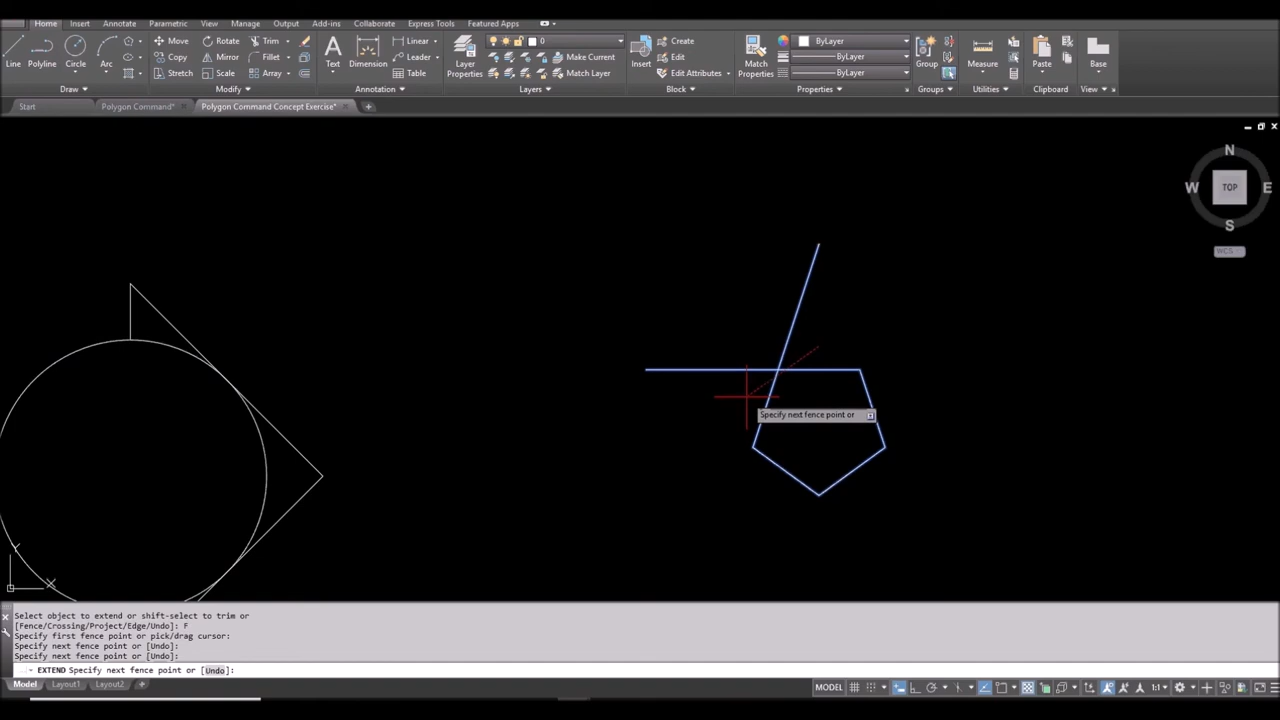 Home Insert Annotate Parametric View Manage Output Add-ins Collaborate Express Tools Featured Apps
Line Polyline Circle Arc Move Rotate Trim Text Dimension Linear Layer Properties 0 Insert Create Match Properties ByLayer Group Measure Paste Base
Copy Mirror Fillet Leader Make Current Edit ByLayer
Stretch Scale Array Table Match Layer Edit Attributes ByLayer
Draw Modify Annotation Layers Block Properties Groups Utilities Clipboard View
Start Polygon Command* Polygon Command Concept Exercise*
N
W TOP E
S
WCS
Specify next fence point or
Y
X
Select object to extend or shift-select to trim or
[Fence/Crossing/Project/Edge/Undo]: F
Specify first fence point or pick/drag cursor:
Specify next fence point or [Undo]:
Specify next fence point or [Undo]:
EXTEND Specify next fence point or [Undo]:
Model Layout1 Layout2 MODEL 1:1